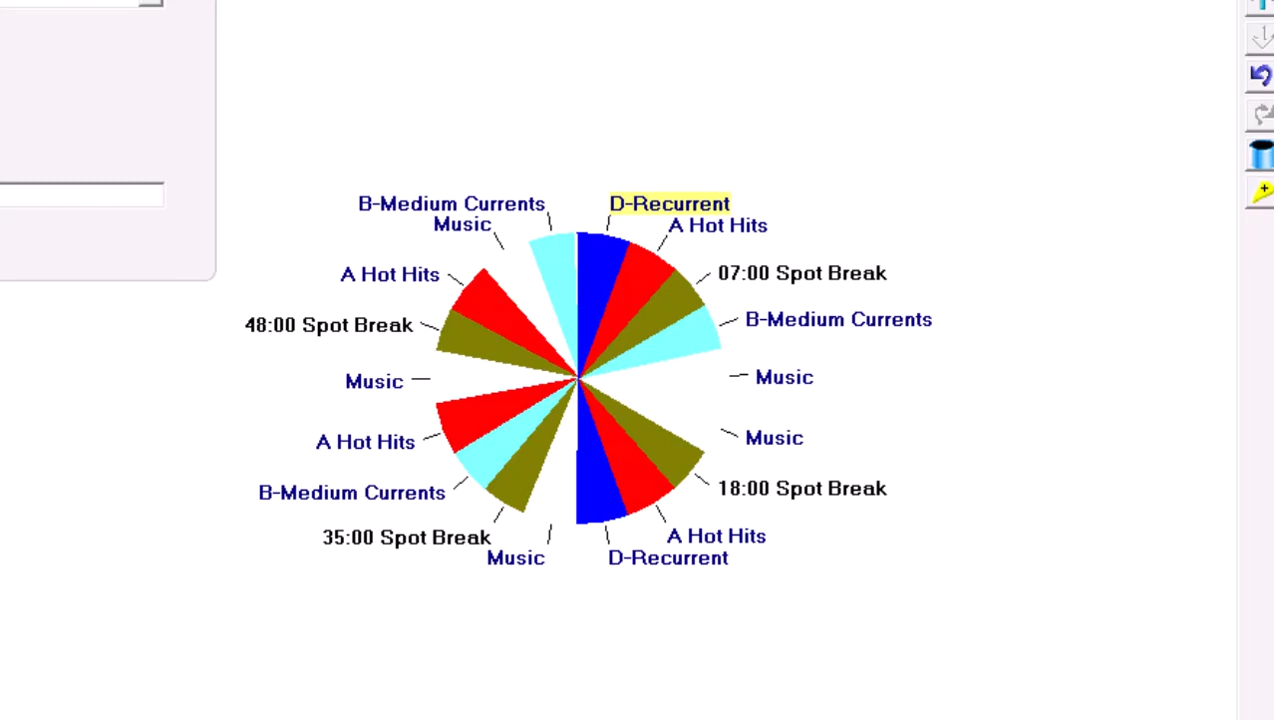 B-Medium Currents
D-Recurrent
Music
A Hot Hits
A Hot Hits
07:00 Spot Break
48:00 Spot Break
B-Medium Currents
Music
Music
A Hot Hits
Music
B-Medium Currents
18:00 Spot Break
35:00 Spot Break
A Hot Hits
Music
D-Recurrent